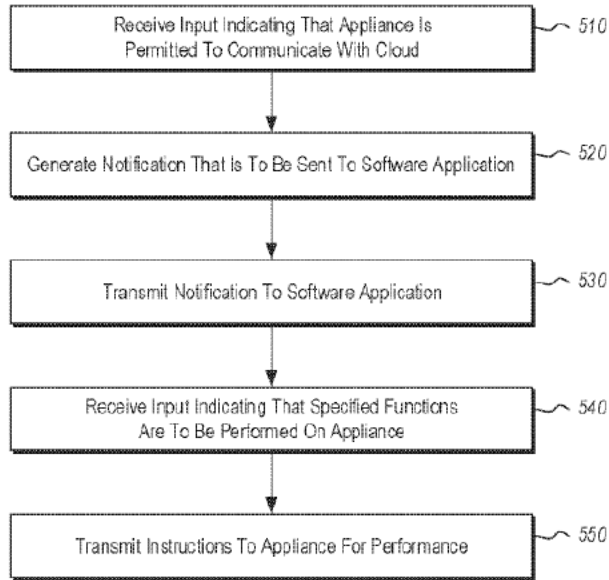 Receive Input Indicating That Appliance Is
Permitted To Communicate With Cloud
510
Generate Notification That Is To Be Sent To Software Application
520
Transmit Notification To Software Application
530
Receive Input Indicating That Specified Functions
Are To Be Performed On Appliance
540
Transmit Instructions To Appliance For Performance
550